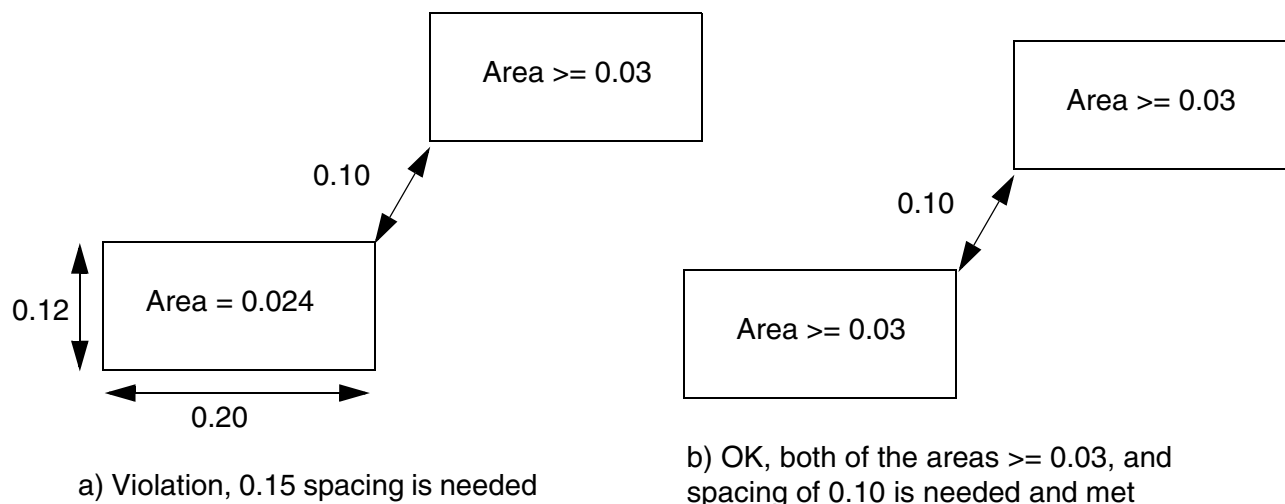 Area >= 0.03
0.10
0.12
Area = 0.024
0.20
a) Violation, 0.15 spacing is needed
Area >= 0.03
0.10
Area >= 0.03
b) OK, both of the areas >= 0.03, and
spacing of 0.10 is needed and met